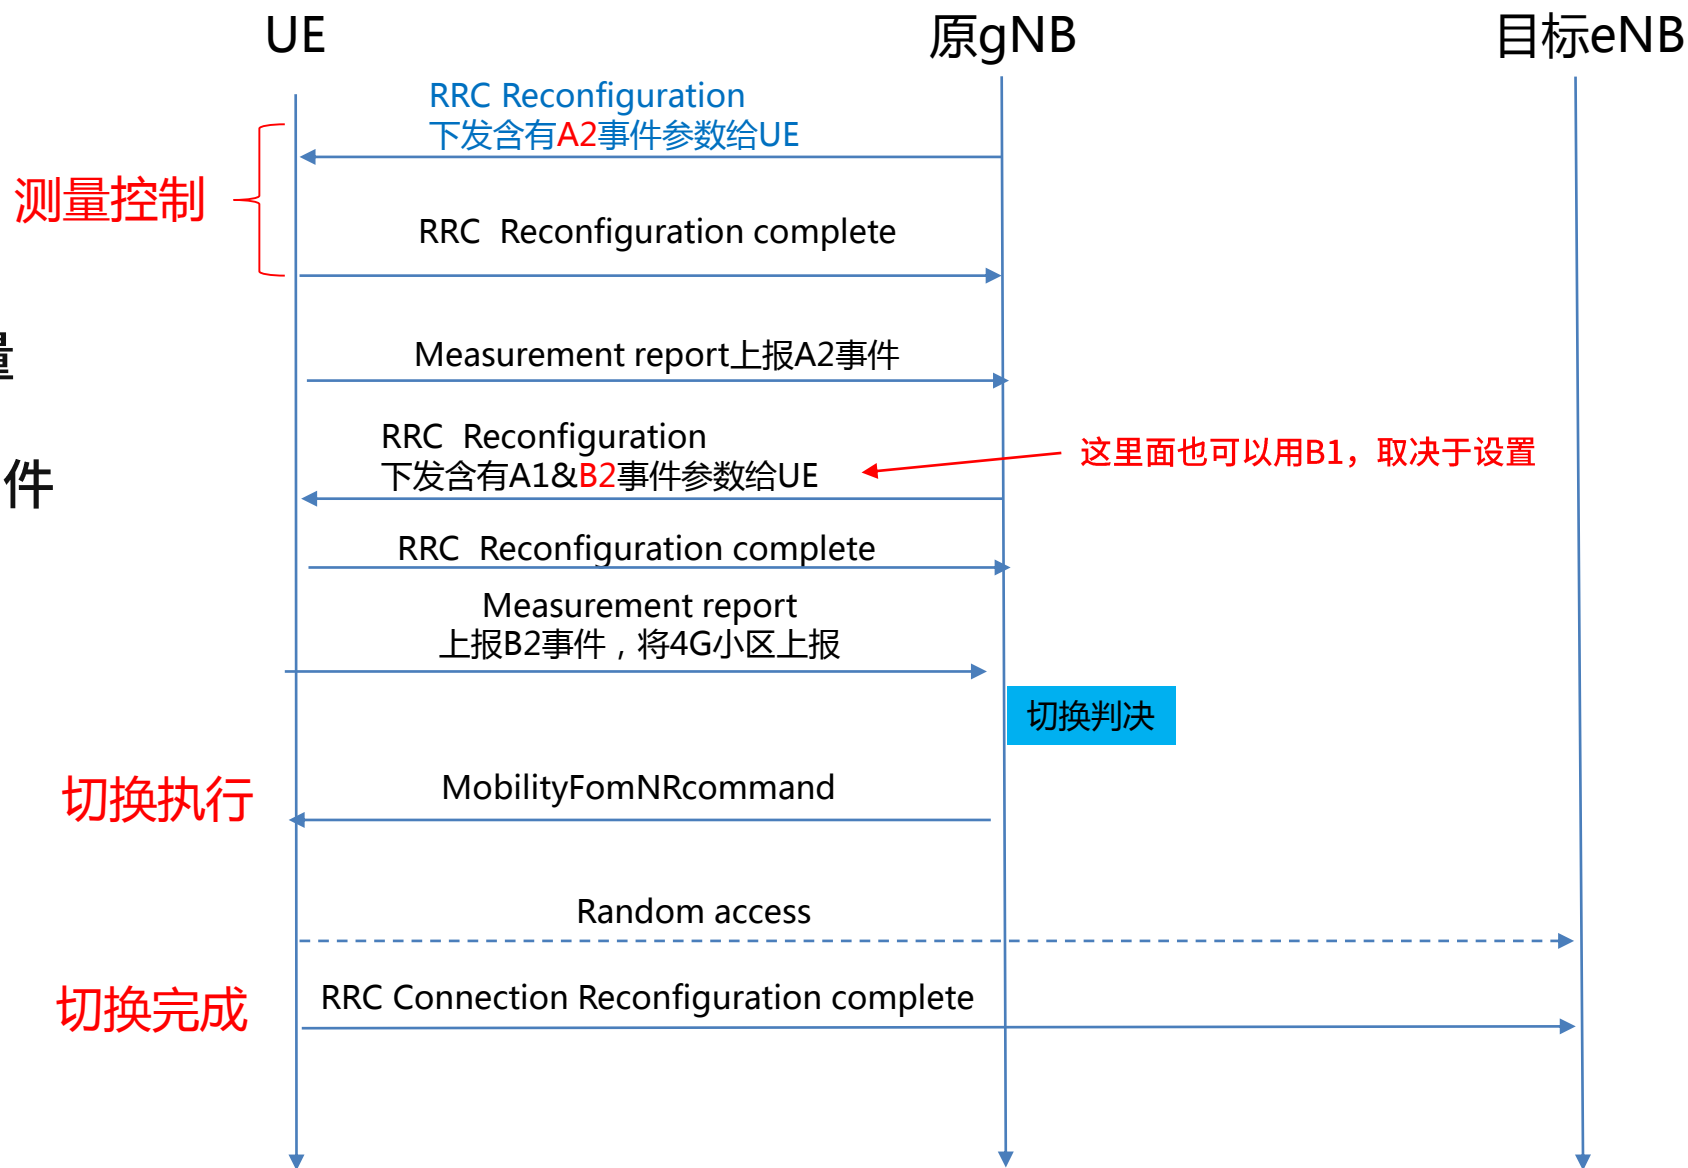 UE
原gNB
目标eNB
RRC Reconfiguration
下发含有A2事件参数给UE
测量控制
RRC  Reconfiguration complete
量
Measurement report上报A2事件
RRC  Reconfiguration
下发含有A1&B2事件参数给UE
这里面也可以用B1，取决于设置
件
RRC  Reconfiguration complete
Measurement report
上报B2事件，将4G小区上报
切换判决
切换执行
MobilityFomNRcommand
Random access
切换完成
RRC Connection Reconfiguration complete